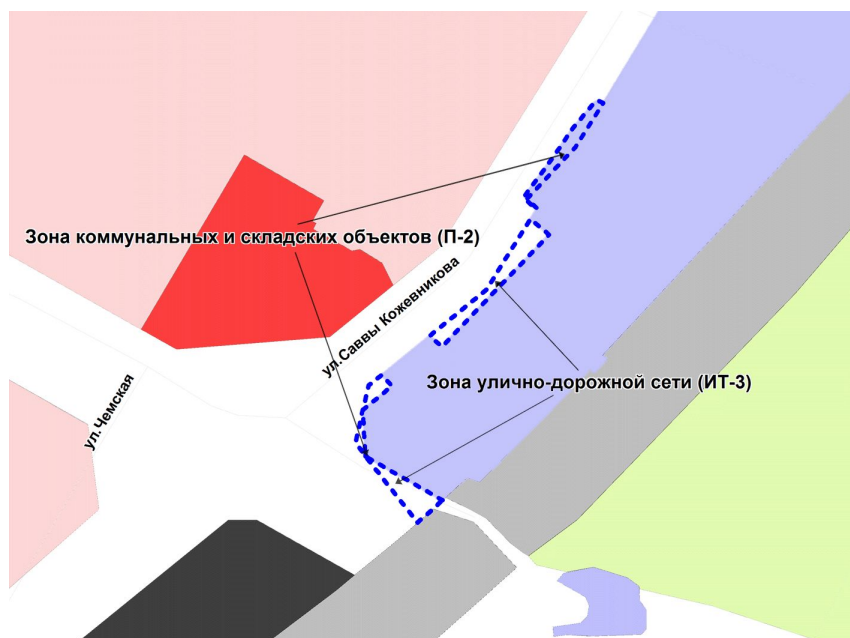 Зона коммунальных и складских объектов (П-2)
ул.Саввы Кожевникова
Зона улично-дорожной сети (ИТ-3)
ул. Чемская